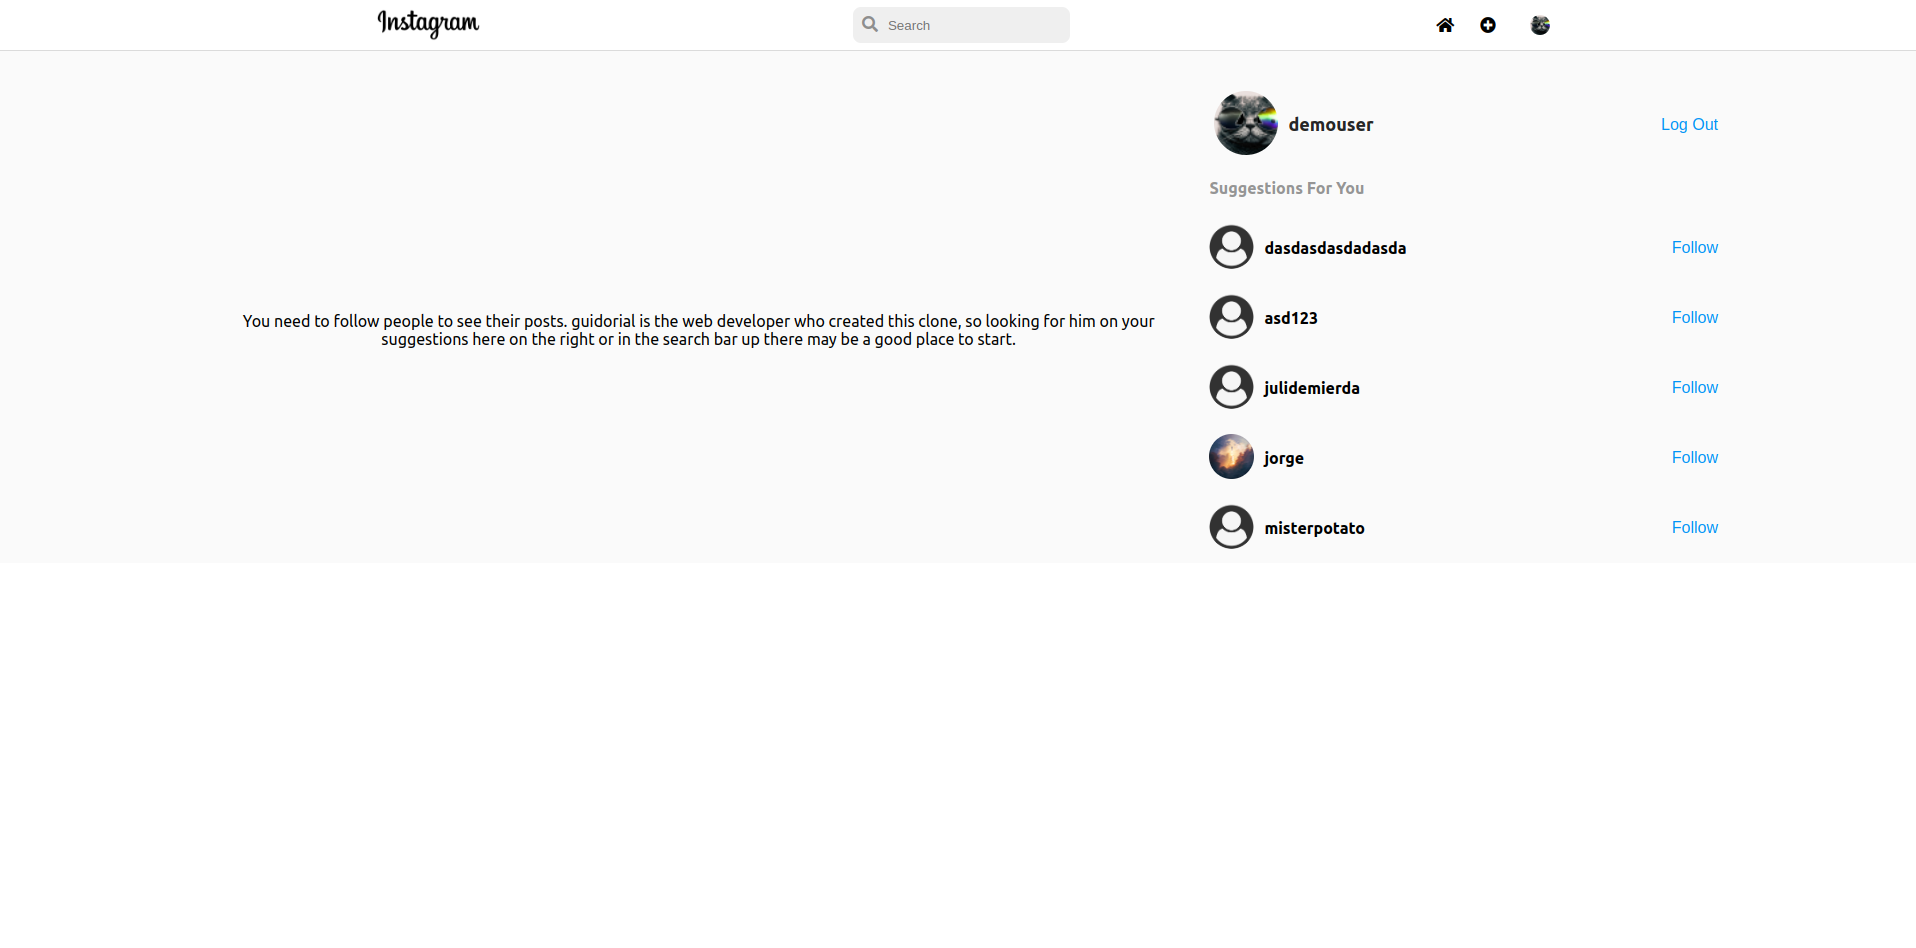 Instagram
Search
demouser
Log Out
Suggestions For You
dasdasdasdadasda
Follow
asd123
Follow
You need to follow people to see their posts. guidorial is the web developer who created this clone, so looking for him on your
suggestions here on the right or in the search bar up there may be a good place to start.
julidemierda
Follow
jorge
Follow
misterpotato
Follow